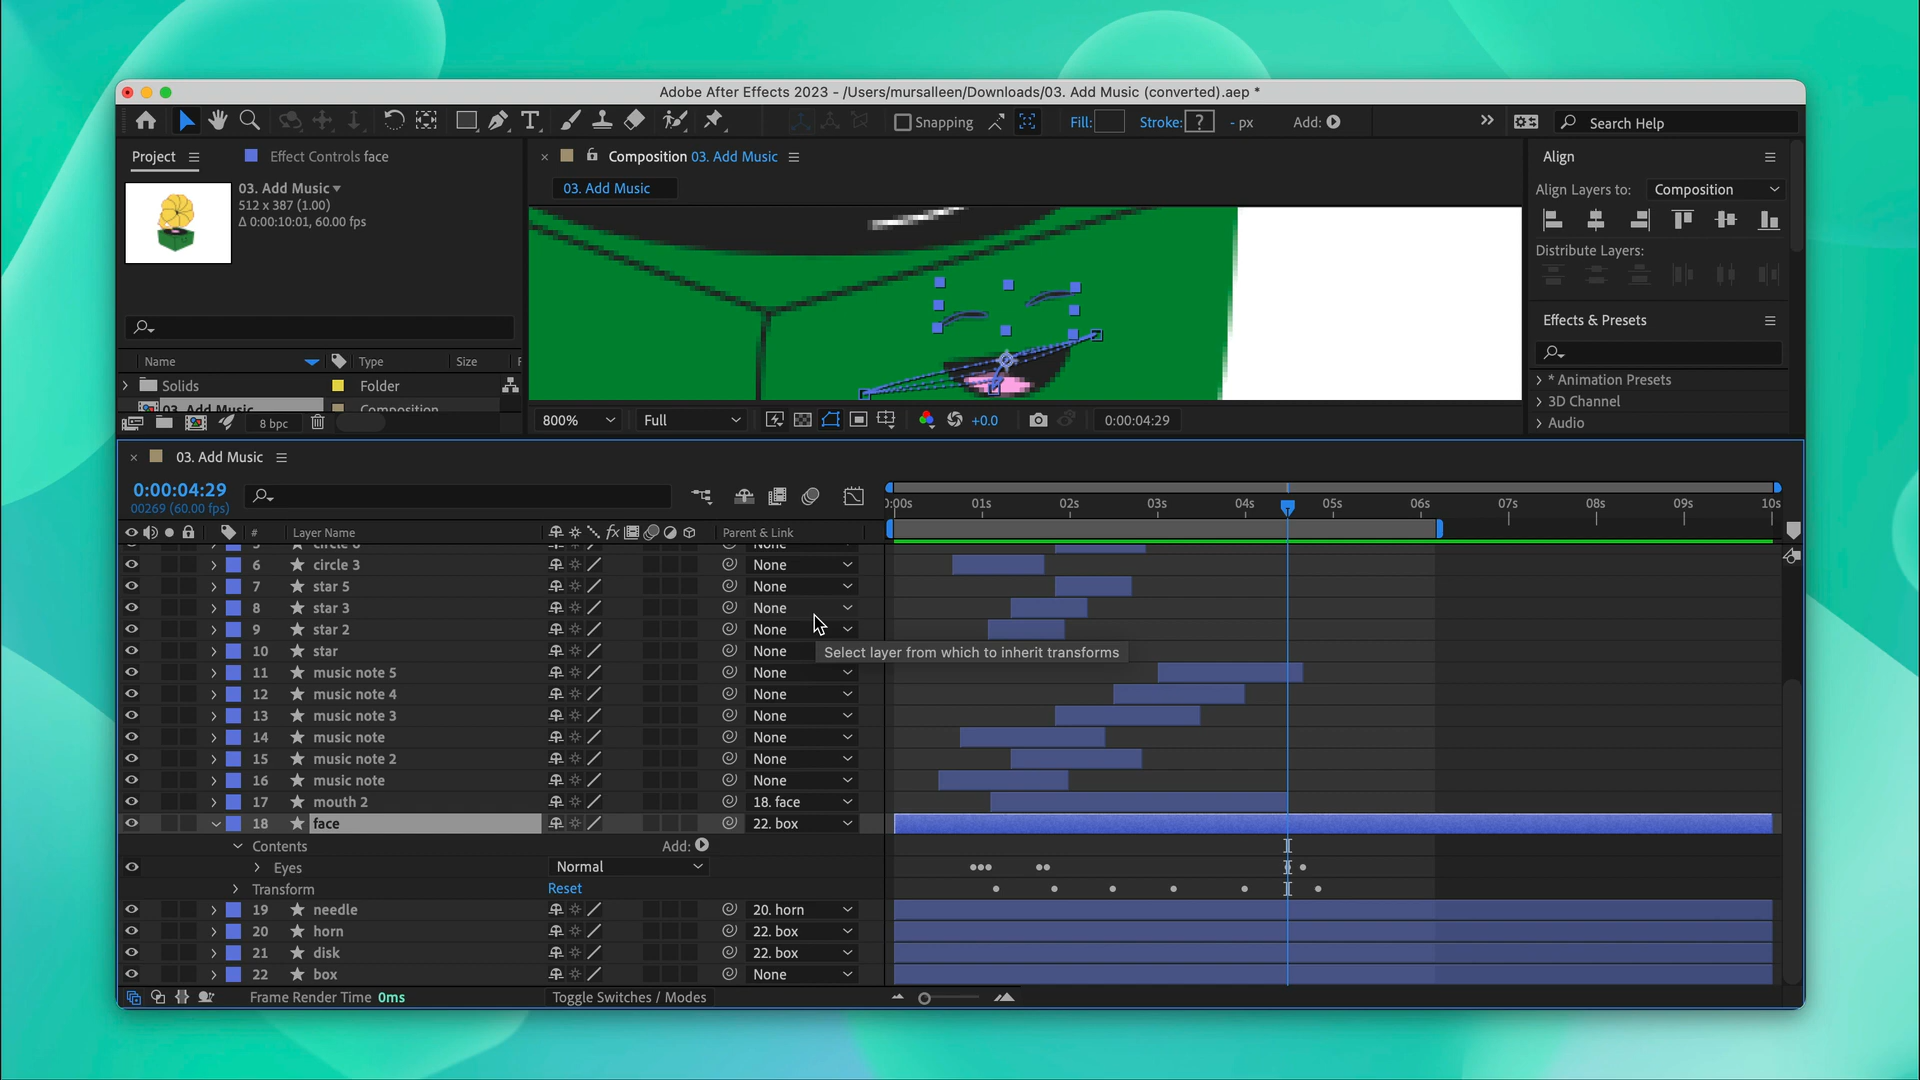 Adobe After Effects 2023 - /Users/mursalleen/Downloads/03. Add Music (converted).aep *
Snapping
Fill:
Stroke: ? - px
Add:
Search Help
Project
Effect Controls face
Composition 03. Add Music
Align
03. Add Music
512 x 387 (1.00)
Δ 0:00:10:01, 60.00 fps
03. Add Music
Align Layers to: Composition
Distribute Layers:
Effects & Presets
Name Type Size
Solids Folder
03. Add Music Composition
8 bpc
800% Full +0.0 0:00:04:29
* Animation Presets
3D Channel
Audio
03. Add Music
0:00:04:29
00269 (60.00 fps)
:00s 01s 02s 03s 04s 05s 06s 07s 08s 09s 10s
# Layer Name fx Parent & Link
6 circle 3 None
7 star 5 None
8 star 3 None
9 star 2 None
10 star None
Select layer from which to inherit transforms
11 music note 5 None
12 music note 4 None
13 music note 3 None
14 music note None
15 music note 2 None
16 music note None
17 mouth 2 18. face
18 face 22. box
Contents Add:
Eyes Normal
Transform Reset
19 needle 20. horn
20 horn 22. box
21 disk 22. box
22 box None
Frame Render Time 0ms
Toggle Switches / Modes